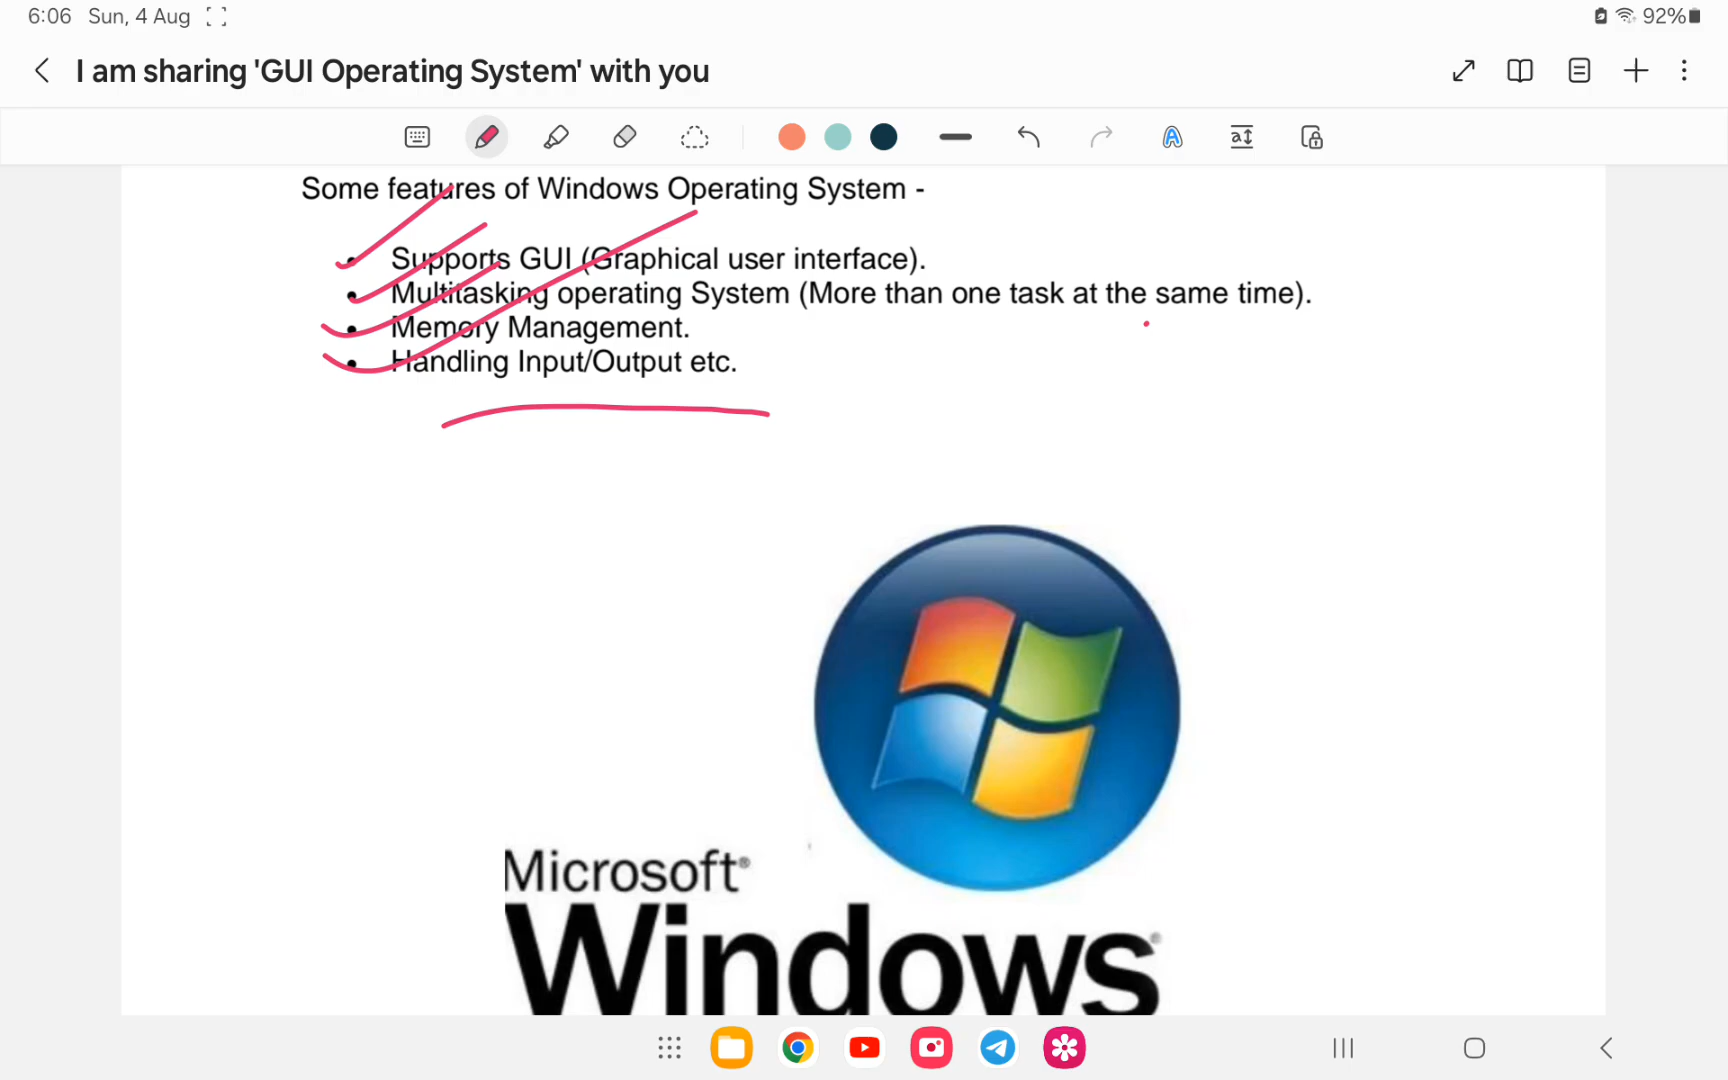 6:06 Sun, 4 Aug 92%
I am sharing 'GUI Operating System' with you
Some features of Windows Operating System -
• Supports GUI (Graphical user interface).
• Multitasking operating System (More than one task at the same time).
• Memory Management.
• Handling Input/Output etc.
Microsoft®
Windows®